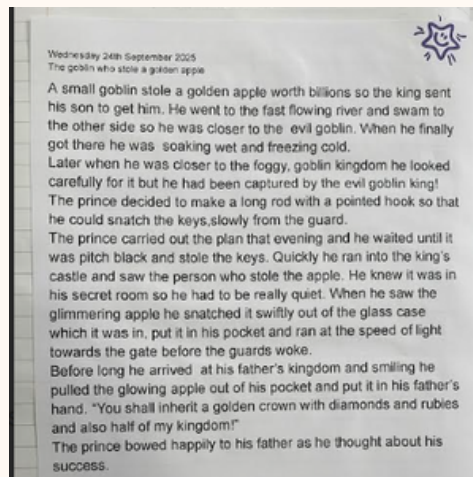 Wednesday 24th September 2025
The goblin who stole a golden apple
A small goblin stole a golden apple worth billions so the king sent
his son to get him. He went to the fast flowing river and swam to
the other side so he was closer to the  evil goblin. When he finally
got there he was  soaking wet and freezing cold.
Later when he was closer to the foggy, goblin kingdom he looked
carefully for it but he had been captured by the evil goblin king!
The prince decided to make a long rod with a pointed hook so that
he could snatch the keys,slowly from the guard.
The prince carried out the plan that evening and he waited until it
was pitch black and stole the keys. Quickly he ran into the king's
castle and saw the person who stole the apple. He knew it was in
his secret room so he had to be really quiet. When he saw the
glimmering apple he snatched it swiftly out of the glass case
which it was in, put it in his pocket and ran at the speed of light
towards the gate before the guards woke.
Before long he arrived  at his father's kingdom and smiling he
pulled the glowing apple out of his pocket and put it in his father's
hand. "You shall inherit a golden crown with diamonds and rubies
and also half of my kingdom!"
The prince bowed happily to his father as he thought about his
success.